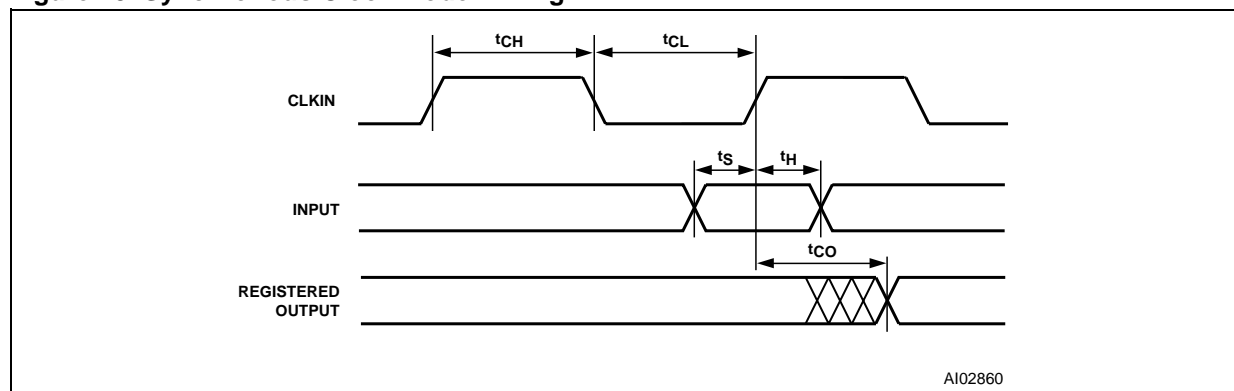 tCH
tCL
CLKIN
tS
tH
INPUT
tCO
REGISTERED
OUTPUT
AI02860